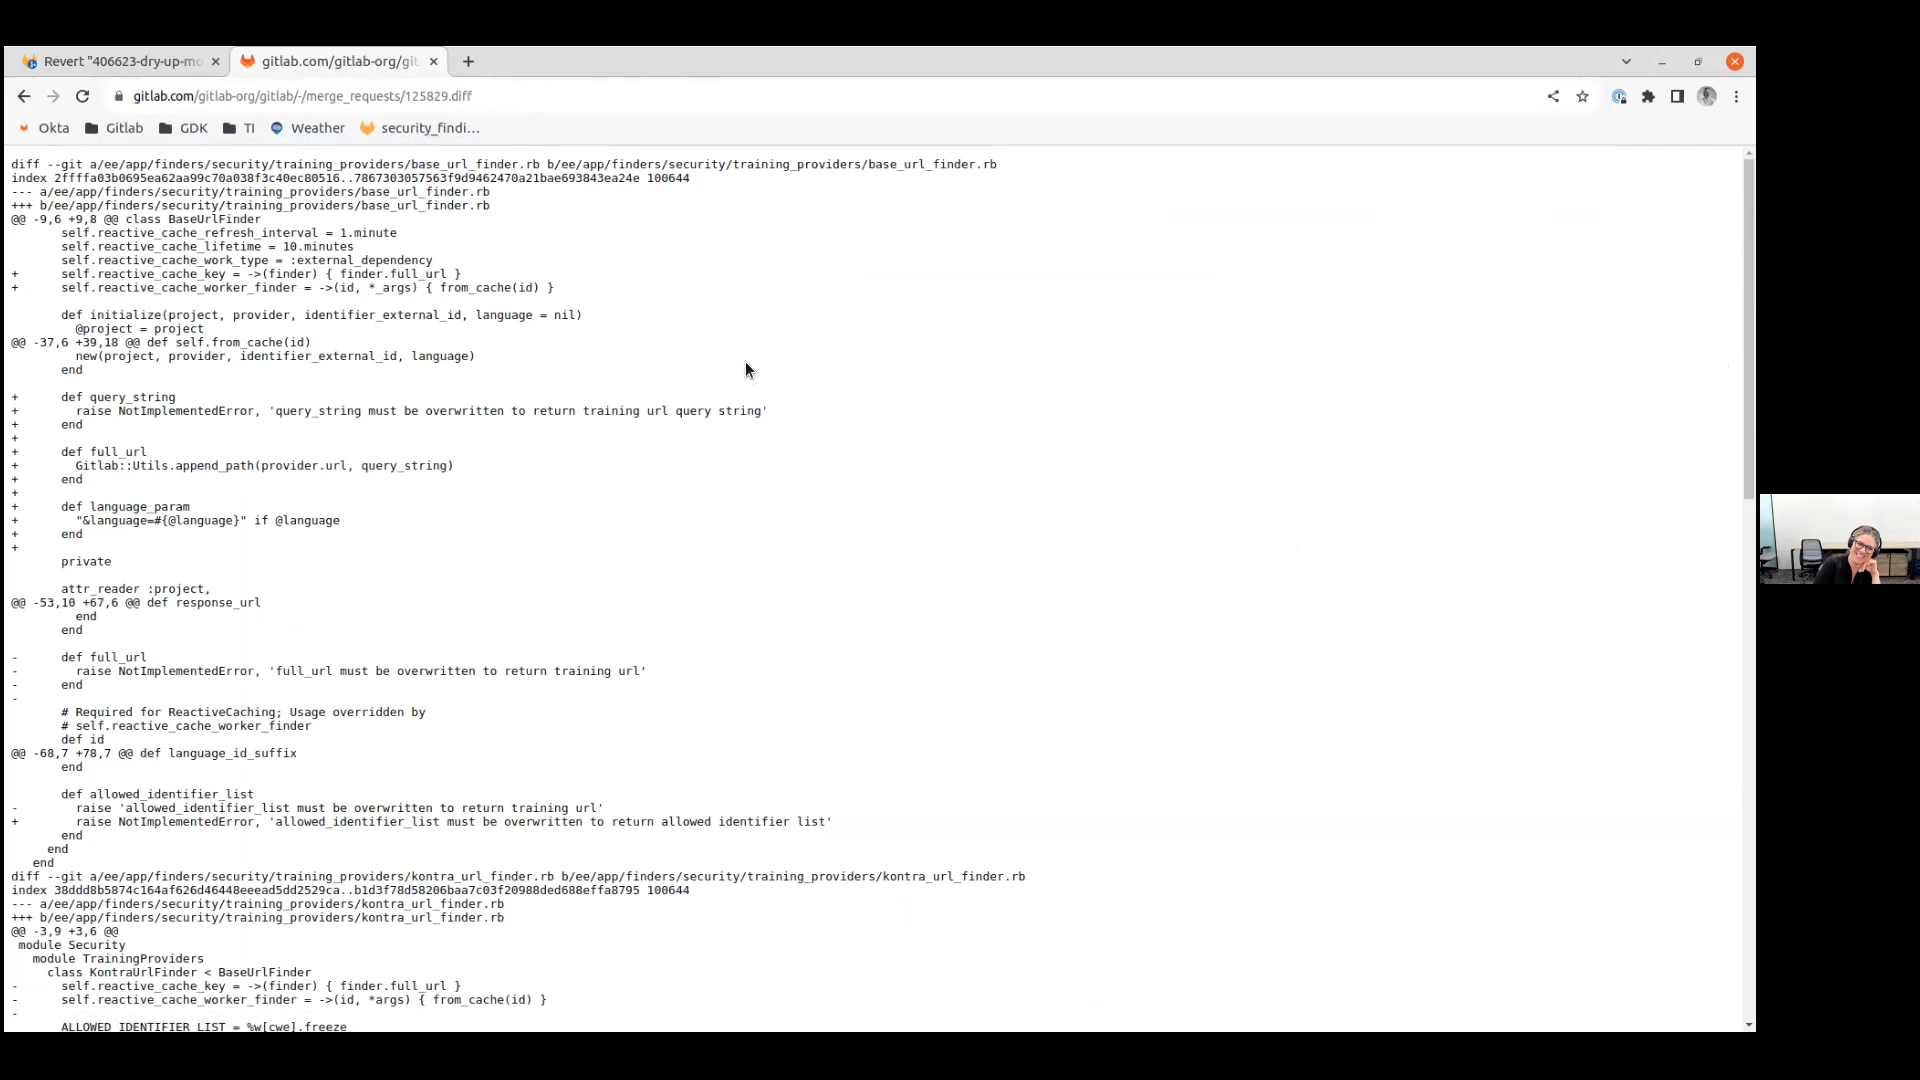 Revert "406623-dry-up-mo
gitlab.com/gitlab-org/git
gitlab.com/gitlab-org/gitlab/-/merge_requests/125829.diff
Okta Gitlab GDK TI Weather security_findi…
diff --git a/ee/app/finders/security/training_providers/base_url_finder.rb b/ee/app/finders/security/training_providers/base_url_finder.rb
index 2ffffa03b0695ea62aa99c70a038f3c40ec80516..7867303057563f9d9462470a21bae693843ea24e 100644
--- a/ee/app/finders/security/training_providers/base_url_finder.rb
+++ b/ee/app/finders/security/training_providers/base_url_finder.rb
@@ -9,6 +9,8 @@ class BaseUrlFinder
self.reactive_cache_refresh_interval = 1.minute
self.reactive_cache_lifetime = 10.minutes
self.reactive_cache_work_type = :external_dependency
+ self.reactive_cache_key = ->(finder) { finder.full_url }
+ self.reactive_cache_worker_finder = ->(id, *_args) { from_cache(id) }
def initialize(project, provider, identifier_external_id, language = nil)
@project = project
@@ -37,6 +39,18 @@ def self.from_cache(id)
new(project, provider, identifier_external_id, language)
end
+ def query_string
+ raise NotImplementedError, 'query_string must be overwritten to return training url query string'
+ end
+
+ def full_url
+ Gitlab::Utils.append_path(provider.url, query_string)
+ end
+
+ def language_param
+ "&language=#{@language}" if @language
+ end
+
private
attr_reader :project,
@@ -53,10 +67,6 @@ def response_url
end
end
- def full_url
- raise NotImplementedError, 'full_url must be overwritten to return training url'
- end
-
# Required for ReactiveCaching; Usage overridden by
# self.reactive_cache_worker_finder
def id
@@ -68,7 +78,7 @@ def language_id_suffix
end
def allowed_identifier_list
- raise 'allowed_identifier_list must be overwritten to return training url'
+ raise NotImplementedError, 'allowed_identifier_list must be overwritten to return allowed identifier list'
end
end
end
diff --git a/ee/app/finders/security/training_providers/kontra_url_finder.rb b/ee/app/finders/security/training_providers/kontra_url_finder.rb
index 38ddd8b5874c164af626d46448eeead5dd2529ca..b1d3f78d58206baa7c03f20988ded688effa8795 100644
--- a/ee/app/finders/security/training_providers/kontra_url_finder.rb
+++ b/ee/app/finders/security/training_providers/kontra_url_finder.rb
@@ -3,9 +3,6 @@
module Security
module TrainingProviders
class KontraUrlFinder < BaseUrlFinder
- self.reactive_cache_key = ->(finder) { finder.full_url }
- self.reactive_cache_worker_finder = ->(id, *args) { from_cache(id) }
-
ALLOWED_IDENTIFIER_LIST = %w[cwe].freeze